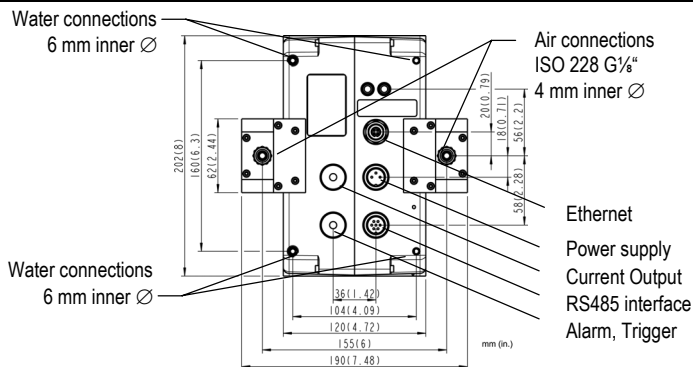 Water connections
6 mm inner ∅
Air connections
ISO 228 G⅛“
4 mm inner ∅
202(8)
160(6.3)
62(2.44)
20(0.79)
18(0.71)
56(2.2)
58(2.28)
Ethernet
Power supply
Current Output
RS485 interface
Alarm, Trigger
Water connections
6 mm inner ∅
36(1.42)
104(4.09)
120(4.72)
155(6)
190(7.48)
mm (in.)